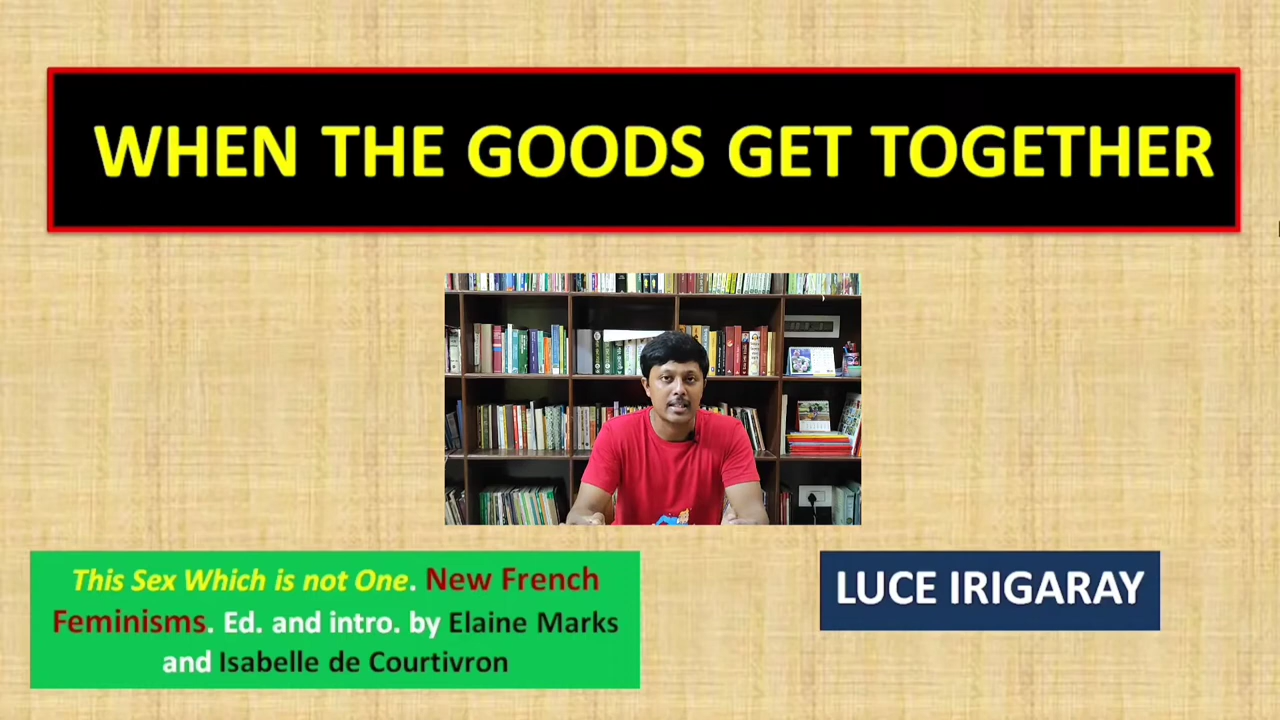 WHEN THE GOODS GET TOGETHER
This Sex Which is not One. New French
Feminisms. Ed. and intro. by Elaine Marks
and Isabelle de Courtivron
LUCE IRIGARAY